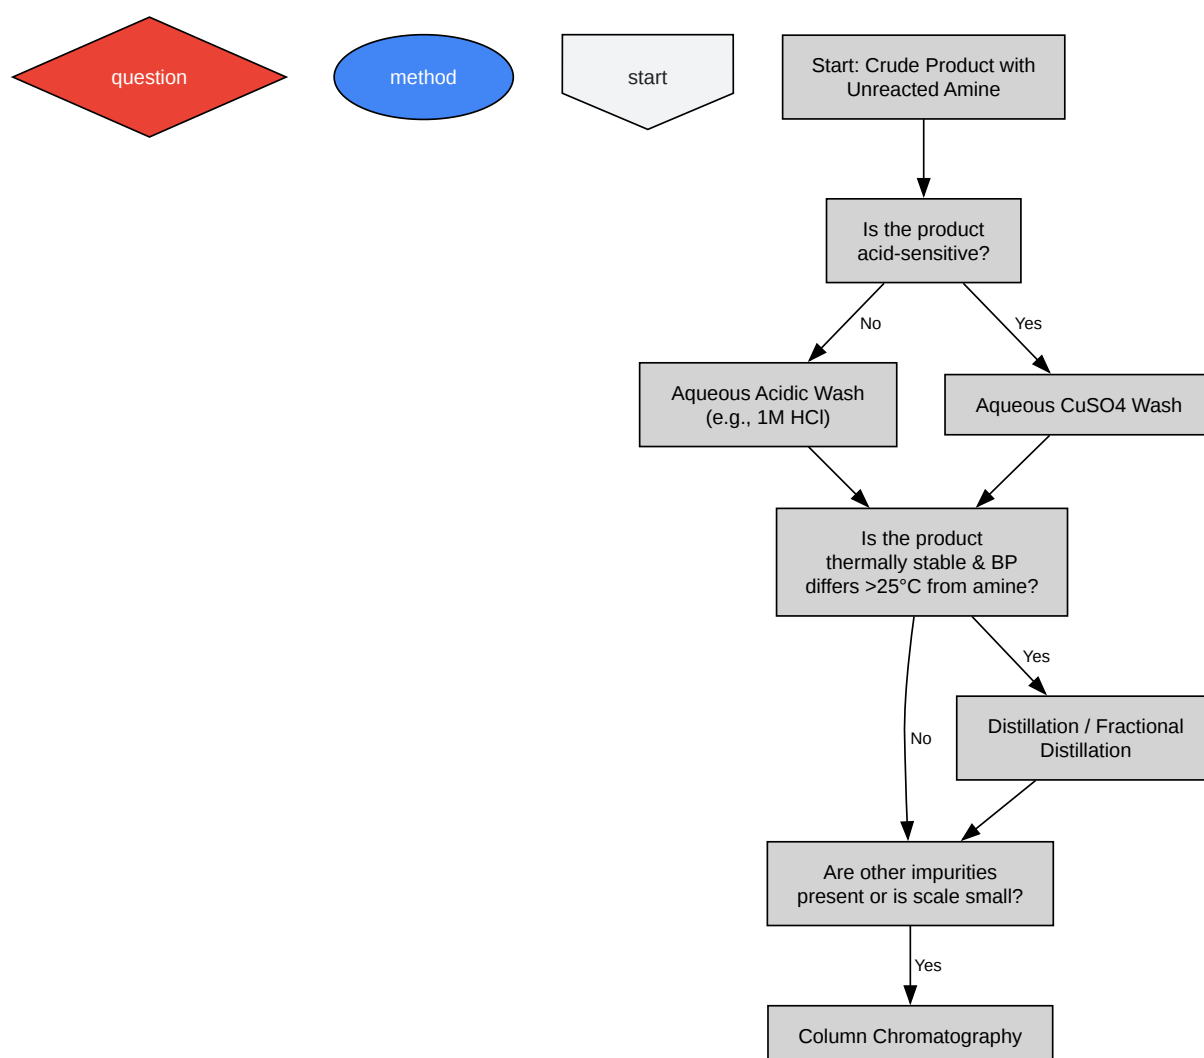 question
method
start
Start: Crude Product with
Unreacted Amine
Is the product
acid-sensitive?
No
Yes
Aqueous Acidic Wash
(e.g., 1M HCl)
Aqueous CuSO4 Wash
Is the product
thermally stable & BP
differs >25°C from amine?
Yes
No
Distillation / Fractional
Distillation
Are other impurities
present or is scale small?
Yes
Column Chromatography